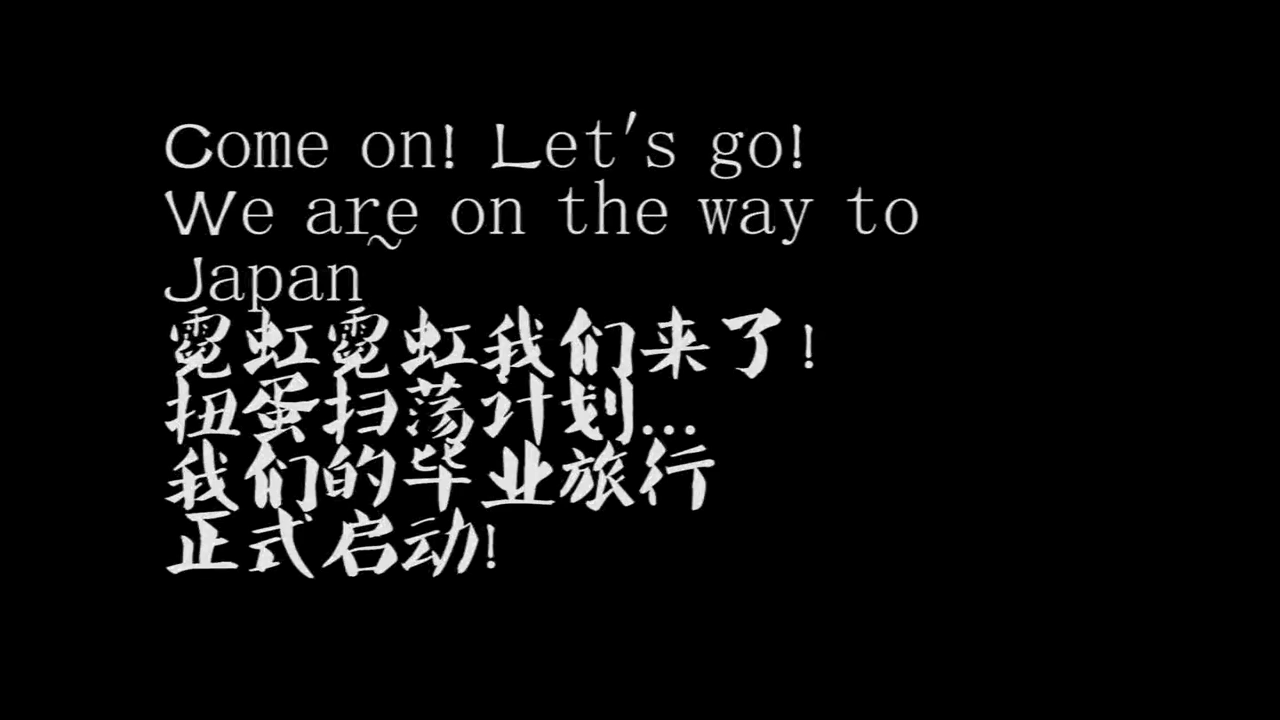 Come on! Let's go!
We are on the way to
Japan~
霓虹霓虹我们来了!
扭蛋扫荡计划...
我们的毕业旅行
正式启动!